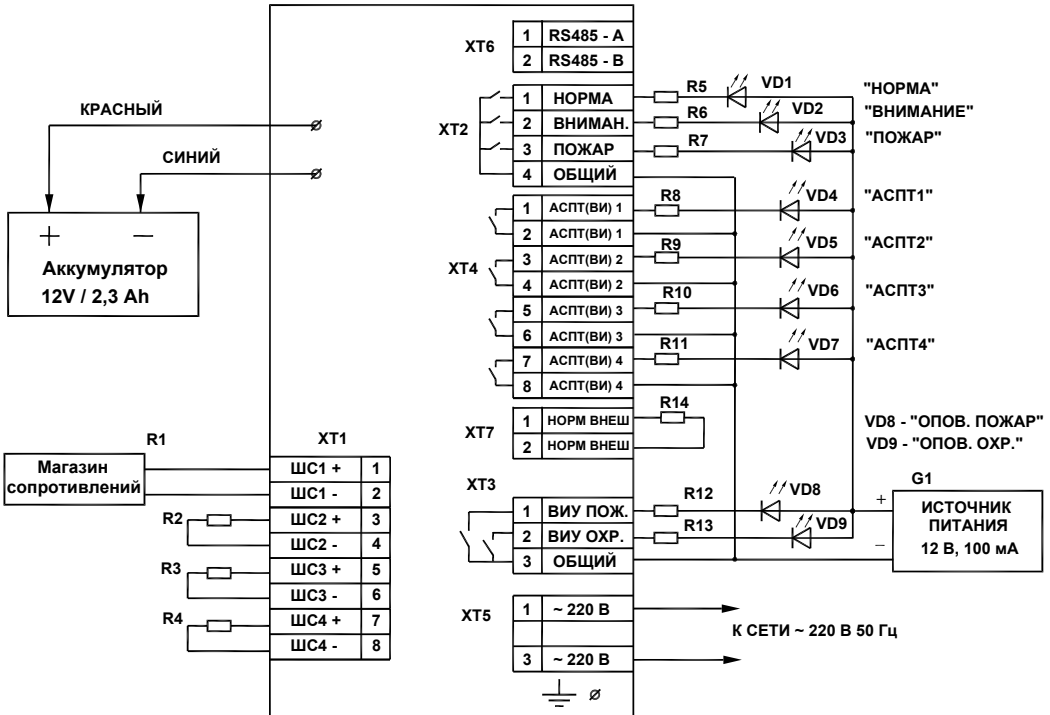 ХТ6
1 RS485 - A
2 RS485 - B
ХТ2
1 НОРМА
2 ВНИМАН.
3 ПОЖАР
4 ОБЩИЙ
R5 VD1 "НОРМА"
R6 VD2 "ВНИМАНИЕ"
R7 VD3 "ПОЖАР"
КРАСНЫЙ
СИНИЙ
+ −
Аккумулятор
12V / 2,3 Ah
ХТ4
1 АСПТ(ВИ) 1
2 АСПТ(ВИ) 1
3 АСПТ(ВИ) 2
4 АСПТ(ВИ) 2
5 АСПТ(ВИ) 3
6 АСПТ(ВИ) 3
7 АСПТ(ВИ) 4
8 АСПТ(ВИ) 4
R8 VD4 "АСПТ1"
R9 VD5 "АСПТ2"
R10 VD6 "АСПТ3"
R11 VD7 "АСПТ4"
ХТ7
1 НОРМ ВНЕШ
2 НОРМ ВНЕШ
R14
VD8 - "ОПОВ. ПОЖАР"
VD9 - "ОПОВ. ОХР."
R1
Магазин
сопротивлений
R2
R3
R4
ХТ1
ШС1 + 1
ШС1 - 2
ШС2 + 3
ШС2 - 4
ШС3 + 5
ШС3 - 6
ШС4 + 7
ШС4 - 8
ХТ3
1 ВИУ ПОЖ.
2 ВИУ ОХР.
3 ОБЩИЙ
R12 VD8
R13 VD9
G1
+
−
ИСТОЧНИК
ПИТАНИЯ
12 В, 100 мА
ХТ5
1 ~ 220 В
3 ~ 220 В
К СЕТИ ~ 220 В 50 Гц